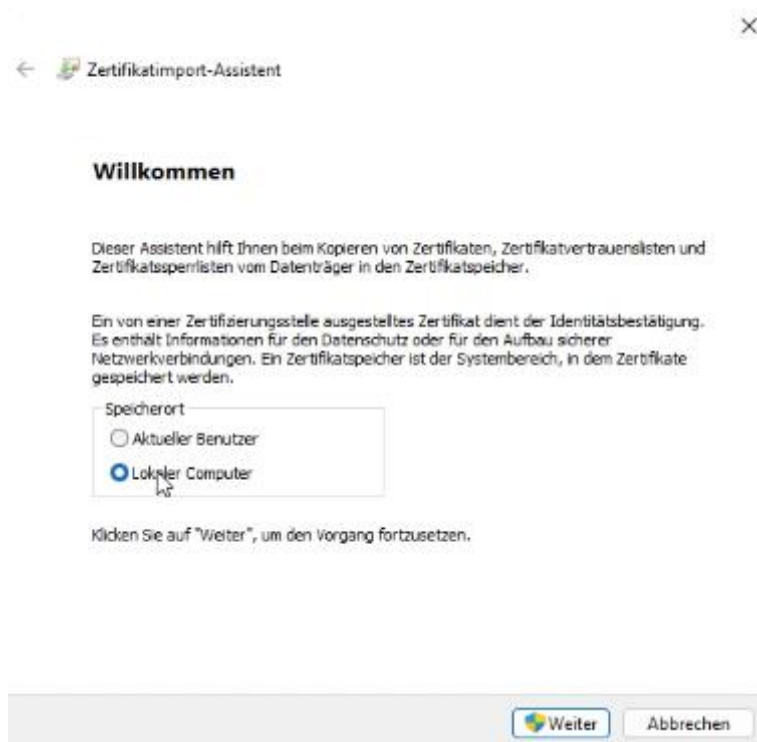 Zertifikatimport-Assistent
Willkommen
Dieser Assistent hilft Ihnen beim Kopieren von Zertifikaten, Zertifikatvertrauenslisten und
Zertifikatssperrlisten vom Datenträger in den Zertifikatspeicher.
Ein von einer Zertifizierungsstelle ausgestelltes Zertifikat dient der Identitätsbestätigung.
Es enthält Informationen für den Datenschutz oder für den Aufbau sicherer
Netzwerkverbindungen. Ein Zertifikatspeicher ist der Systembereich, in dem Zertifikate
gespeichert werden.
Speicherort
Aktueller Benutzer
Lokaler Computer
Klicken Sie auf "Weiter", um den Vorgang fortzusetzen.
Weiter Abbrechen